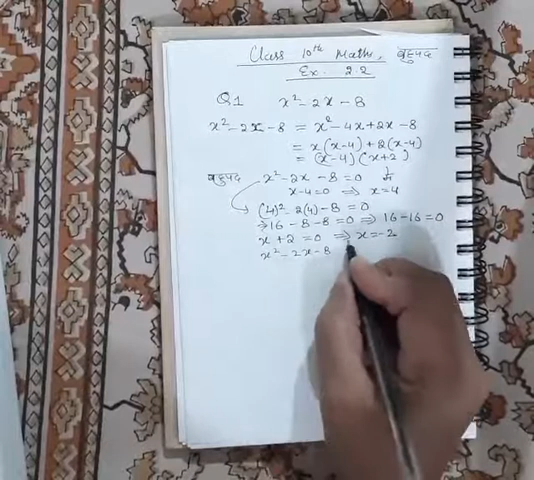 Class 10th Maths, बहुपद
Ex. 2.2
Q1 x² - 2x - 8
x² - 2x - 8 = x² - 4x + 2x - 8
= x(x-4) + 2(x-4)
= (x-4) (x+2)
बहुपद x² - 2x - 8 = 0 में
x-4=0 ⇒ x=4
(4)² - 2(4) - 8 = 0
⇒ 16 - 8 - 8 = 0 ⇒ 16-16=0
x + 2 = 0 ⇒ x = -2
x² - 2x - 8